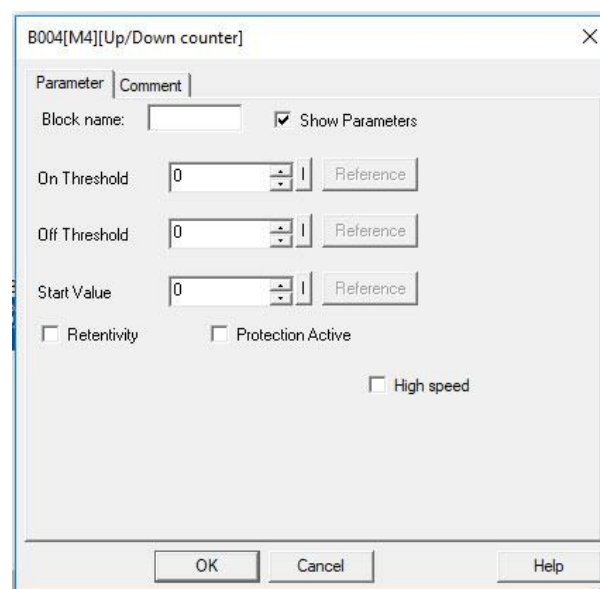 B004[M4][Up/Down counter]
Parameter Comment
Block name: Show Parameters
On Threshold 0 I Reference
Off Threshold 0 I Reference
Start Value 0 I Reference
Retentivity Protection Active
High speed
OK Cancel Help